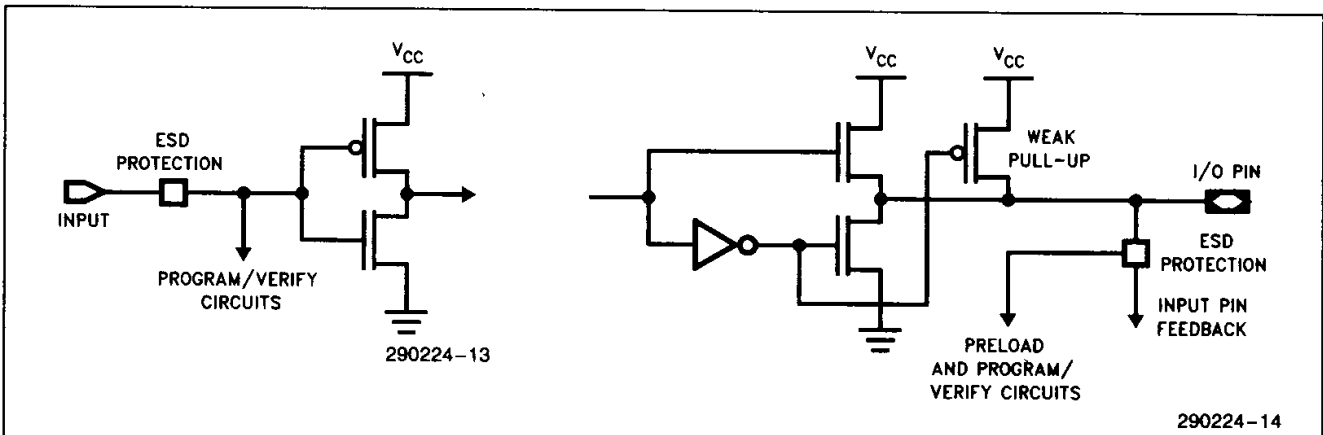 VCC
ESD
PROTECTION
INPUT
PROGRAM/VERIFY
CIRCUITS
290224-13
VCC
VCC
WEAK
PULL-UP
I/O PIN
ESD
PROTECTION
INPUT PIN
FEEDBACK
PRELOAD
AND PROGRAM/
VERIFY CIRCUITS
290224-14